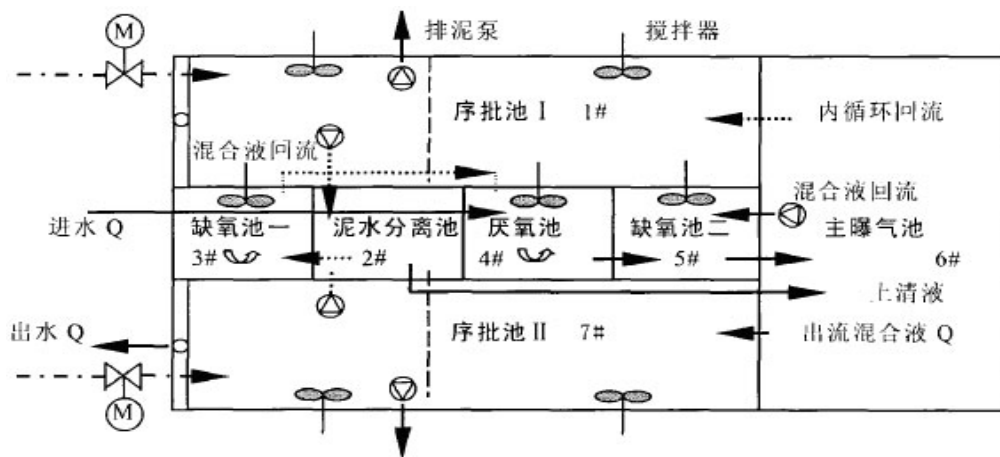 M
排泥泵
搅拌器
序批池 I 1#
内循环回流
混合液回流
混合液回流
进水 Q
缺氧池一
泥水分离池
厌氧池
缺氧池二
主曝气池
3#
2#
4#
5#
6#
上清液
出水 Q
序批池 II 7#
出流混合液 Q
M